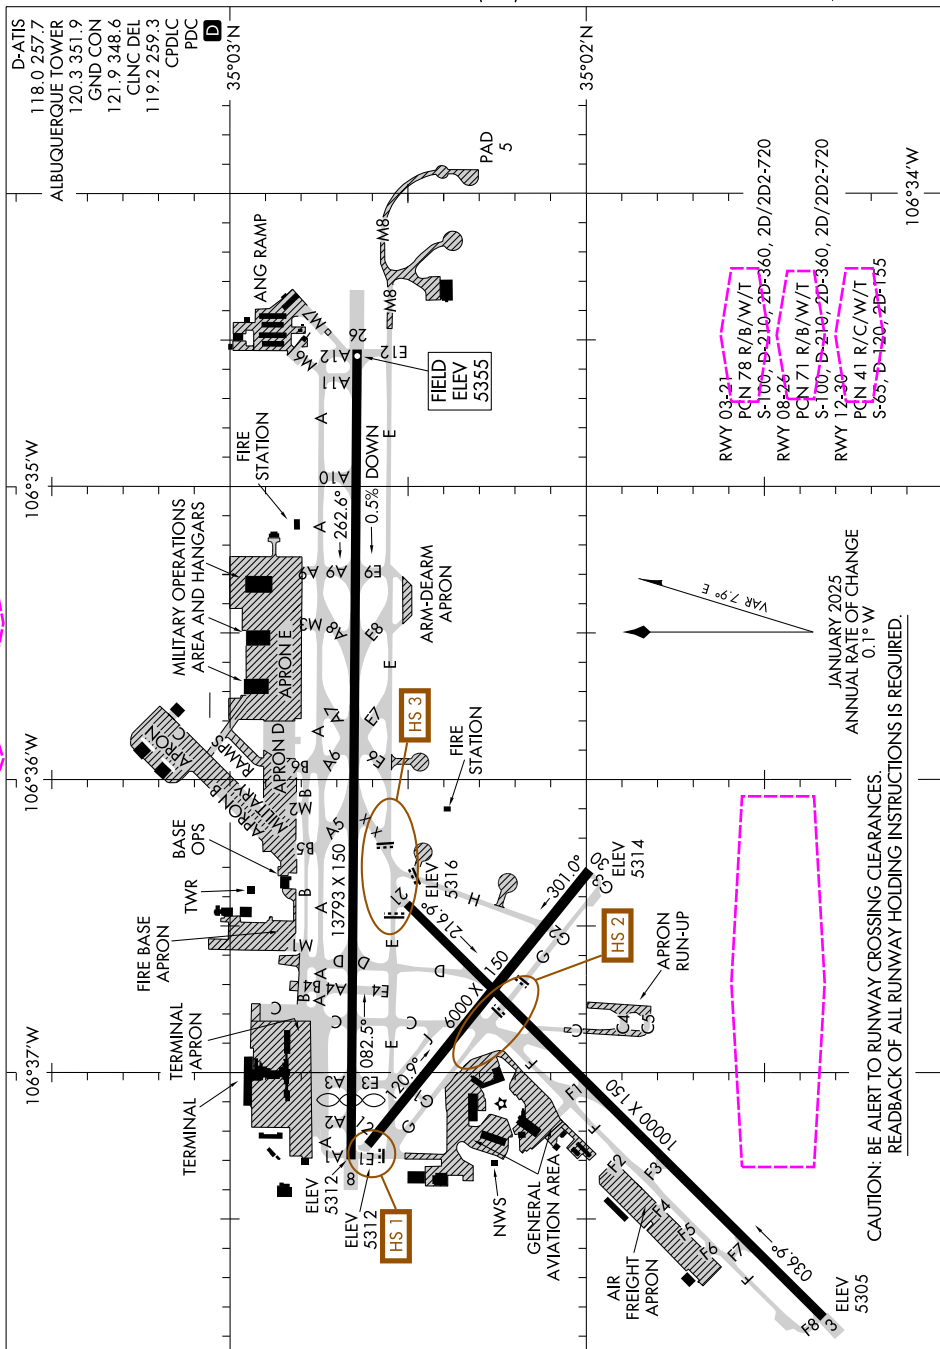 D-ATIS
118.0 257.7
ALBUQUERQUE TOWER
120.3 351.9
GND CON
121.9 348.6
CLNC DEL
119.2 259.3
CPDLC
PDC
D
35°03'N
35°02'N
106°34'W
106°35'W
106°36'W
106°37'W
PAD
5
ANG RAMP
M8
M8
M7
M6
26
A12
E12
A11
FIELD
ELEV
5355
A
E
A10
FIRE
STATION
262.6°
0.5% DOWN
MILITARY OPERATIONS
AREA AND HANGARS
A
A9
A9
E9
M3
A8
E8
ARM-DEARM
APRON
APRON E
E
A
A7
E7
APRON D
APRON C
APRON B
MILITARY
RAMPS
B6
A6
E6
HS 3
FIRE
STATION
B
M2
A5
X
X
B5
BASE
OPS
TWR
B
A
13793 X 150
21
ELEV
5316
216.9°
H
FIRE BASE
APRON
M1
E
D
D
D
301.0°
30
G3
ELEV
5314
G2
G
HS 2
APRON
RUN-UP
B
B4
A
A
A4
E4
C
C
C
C
C4
C5
6000 X 150
TERMINAL
APRON
TERMINAL
082.5°
E
J
120.9°
A3
E3
G1
G
A2
12
A
A1
E1
8
ELEV
5312
ELEV
5312
HS 1
NWS
GENERAL
AVIATION AREA
F
F1
F
10000 X 150
F2
F3
F4
F5
F6
F7
F
F8
3
AIR
FREIGHT
APRON
036.9°
ELEV
5305
RWY 03-21
PCN 78 R/B/W/T
S-100, D-210, 2D-360, 2D/2D2-720
RWY 08-26
PCN 71 R/B/W/T
S-100, D-210, 2D-360, 2D/2D2-720
RWY 12-30
PCN 41 R/C/W/T
S-65, D-120, 2D-155
VAR 7.9° E
JANUARY 2025
ANNUAL RATE OF CHANGE
0.1° W
CAUTION: BE ALERT TO RUNWAY CROSSING CLEARANCES.
READBACK OF ALL RUNWAY HOLDING INSTRUCTIONS IS REQUIRED.